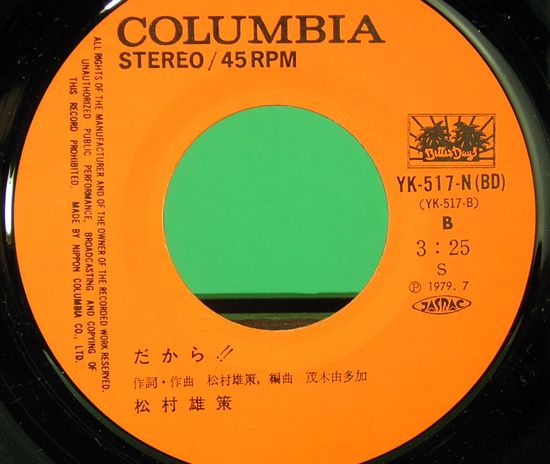 COLUMBIA
STEREO/45RPM
ALL RIGHTS OF THE MANUFACTURER AND OF THE OWNER OF THE RECORDED WORK RESERVED.
UNAUTHORIZED PUBLIC PERFORMANCE, BROADCASTING AND COPYING OF
THIS RECORD PROHIBITED. MADE BY NIPPON COLUMBIA CO., LTD.
Blue Days
YK-517-N(BD)
(YK-517-B)
B
3:25
S
Ⓟ 1979. 7
JASRAC
だから!!
作詞・作曲 松村雄策, 編曲 茂木由多加
松村雄策